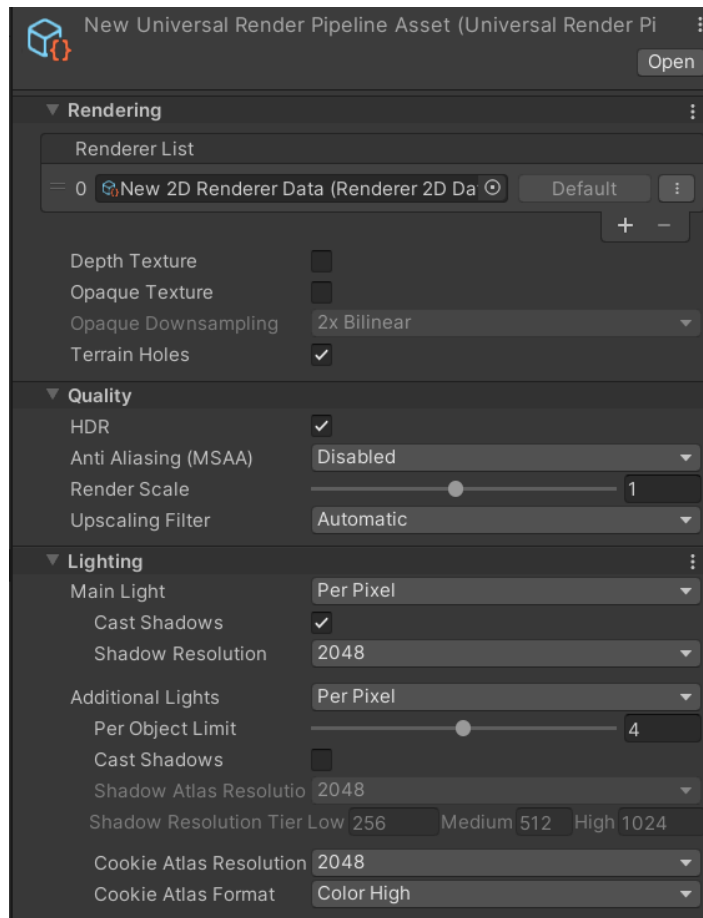 New Universal Render Pipeline Asset (Universal Render Pi
Open
Rendering
Renderer List
0 New 2D Renderer Data (Renderer 2D Da Default
+ −
Depth Texture
Opaque Texture
Opaque Downsampling 2x Bilinear
Terrain Holes
Quality
HDR
Anti Aliasing (MSAA) Disabled
Render Scale 1
Upscaling Filter Automatic
Lighting
Main Light Per Pixel
Cast Shadows
Shadow Resolution 2048
Additional Lights Per Pixel
Per Object Limit 4
Cast Shadows
Shadow Atlas Resolutio 2048
Shadow Resolution Tier Low 256 Medium 512 High 1024
Cookie Atlas Resolution 2048
Cookie Atlas Format Color High